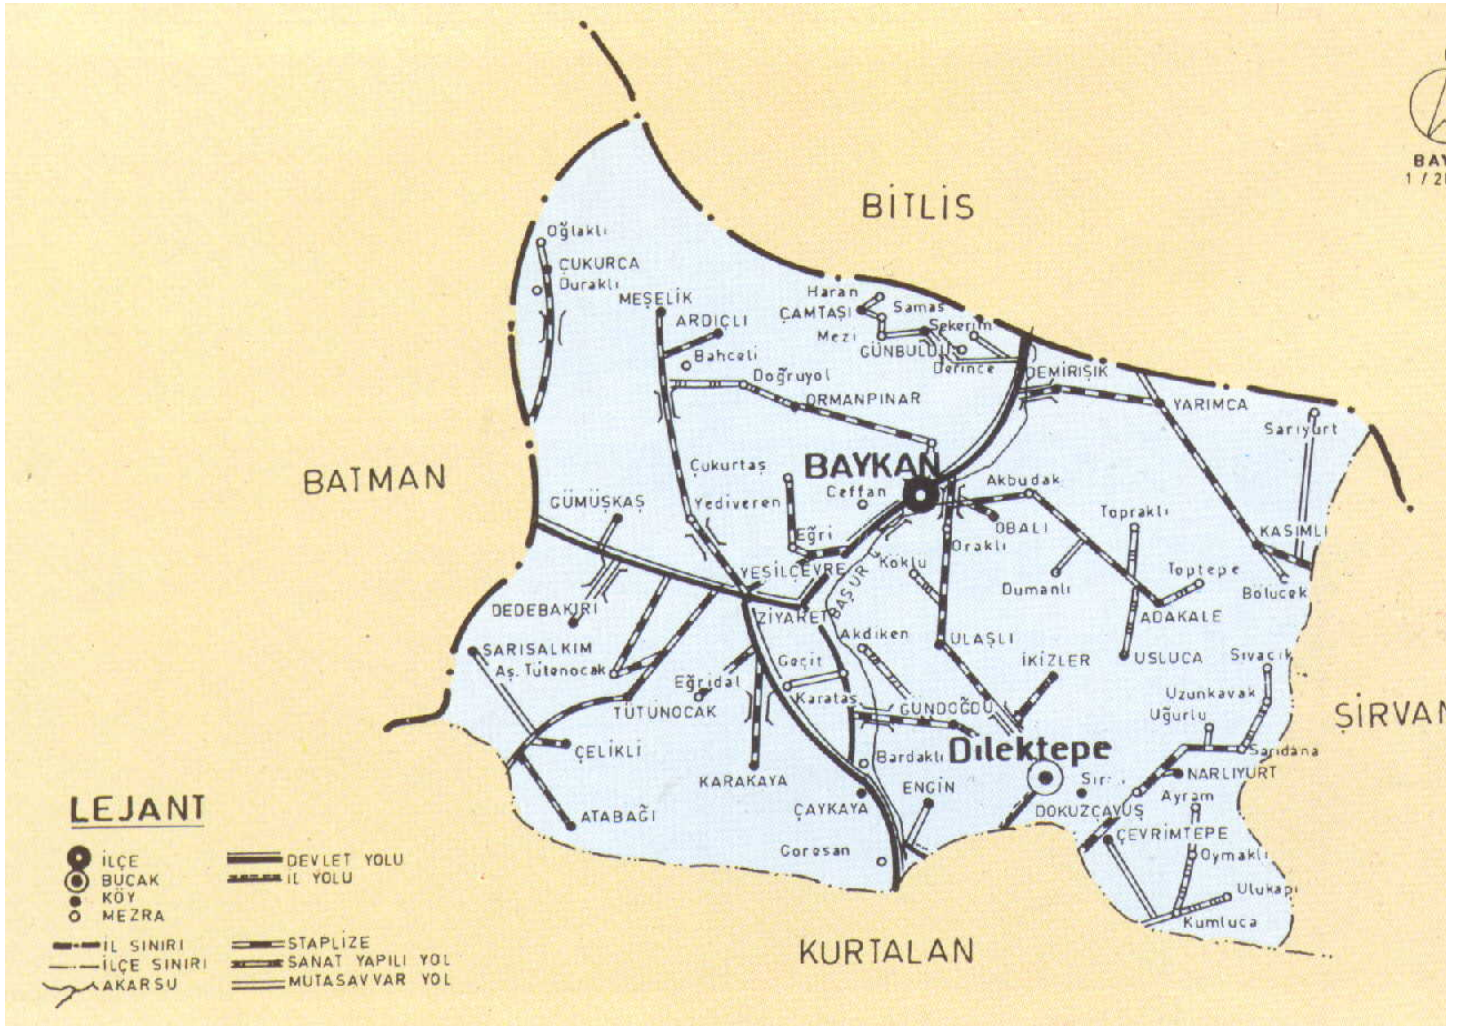 BİTLİS
BAY
1 / 2
Oğlaklı
ÇUKURCA
Duraklı
MEŞELİK
ARDIÇLI
Bahceli
Haran
ÇAMTAŞI
Samas
Mezi
Şekerim
GÜNBULDU
Derince
DEMIRIŞIK
Doğruyol
ORMANPINAR
YARIMCA
Sarıyurt
BATMAN
Çukurtaş
BAYKAN
Ceffan
Akbudak
GÜMÜŞKAŞ
Yediveren
Eğri
OBALI
Topraklı
KASIMLI
Oraklı
YEŞİLÇEVRE
Köklü
Dumanlı
Toptepe
Bölücek
DEDEBAKIRI
ZİYARET
BAŞUR
ADAKALE
SARISALKIM
Aş. Tütenocak
Akdiken
ULAŞLI
İKİZLER
USLUCA
Sıvacık
Geçit
Eğridal
Karataş
Uzunkavak
TÜTÜNOCAK
GÜNDOĞDU
Uğurlu
ŞİRVAN
ÇELİKLİ
Bardaklı
Dilektepe
Sarıdana
KARAKAYA
ENGİN
NARLIYURT
Ayram
ÇAYKAYA
DOKUZÇAVUŞ
ATABAĞI
ÇEVRİMTEPE
Goresan
Oymaklı
Ulukapı
Kumluca
KURTALAN
LEJANT
İLÇE
BUCAK
KÖY
MEZRA
DEVLET YOLU
İL YOLU
İL SINIRI
İLÇE SINIRI
AKARSU
STAPLİZE
SANAT YAPILI YOL
MUTASAVVAR YOL